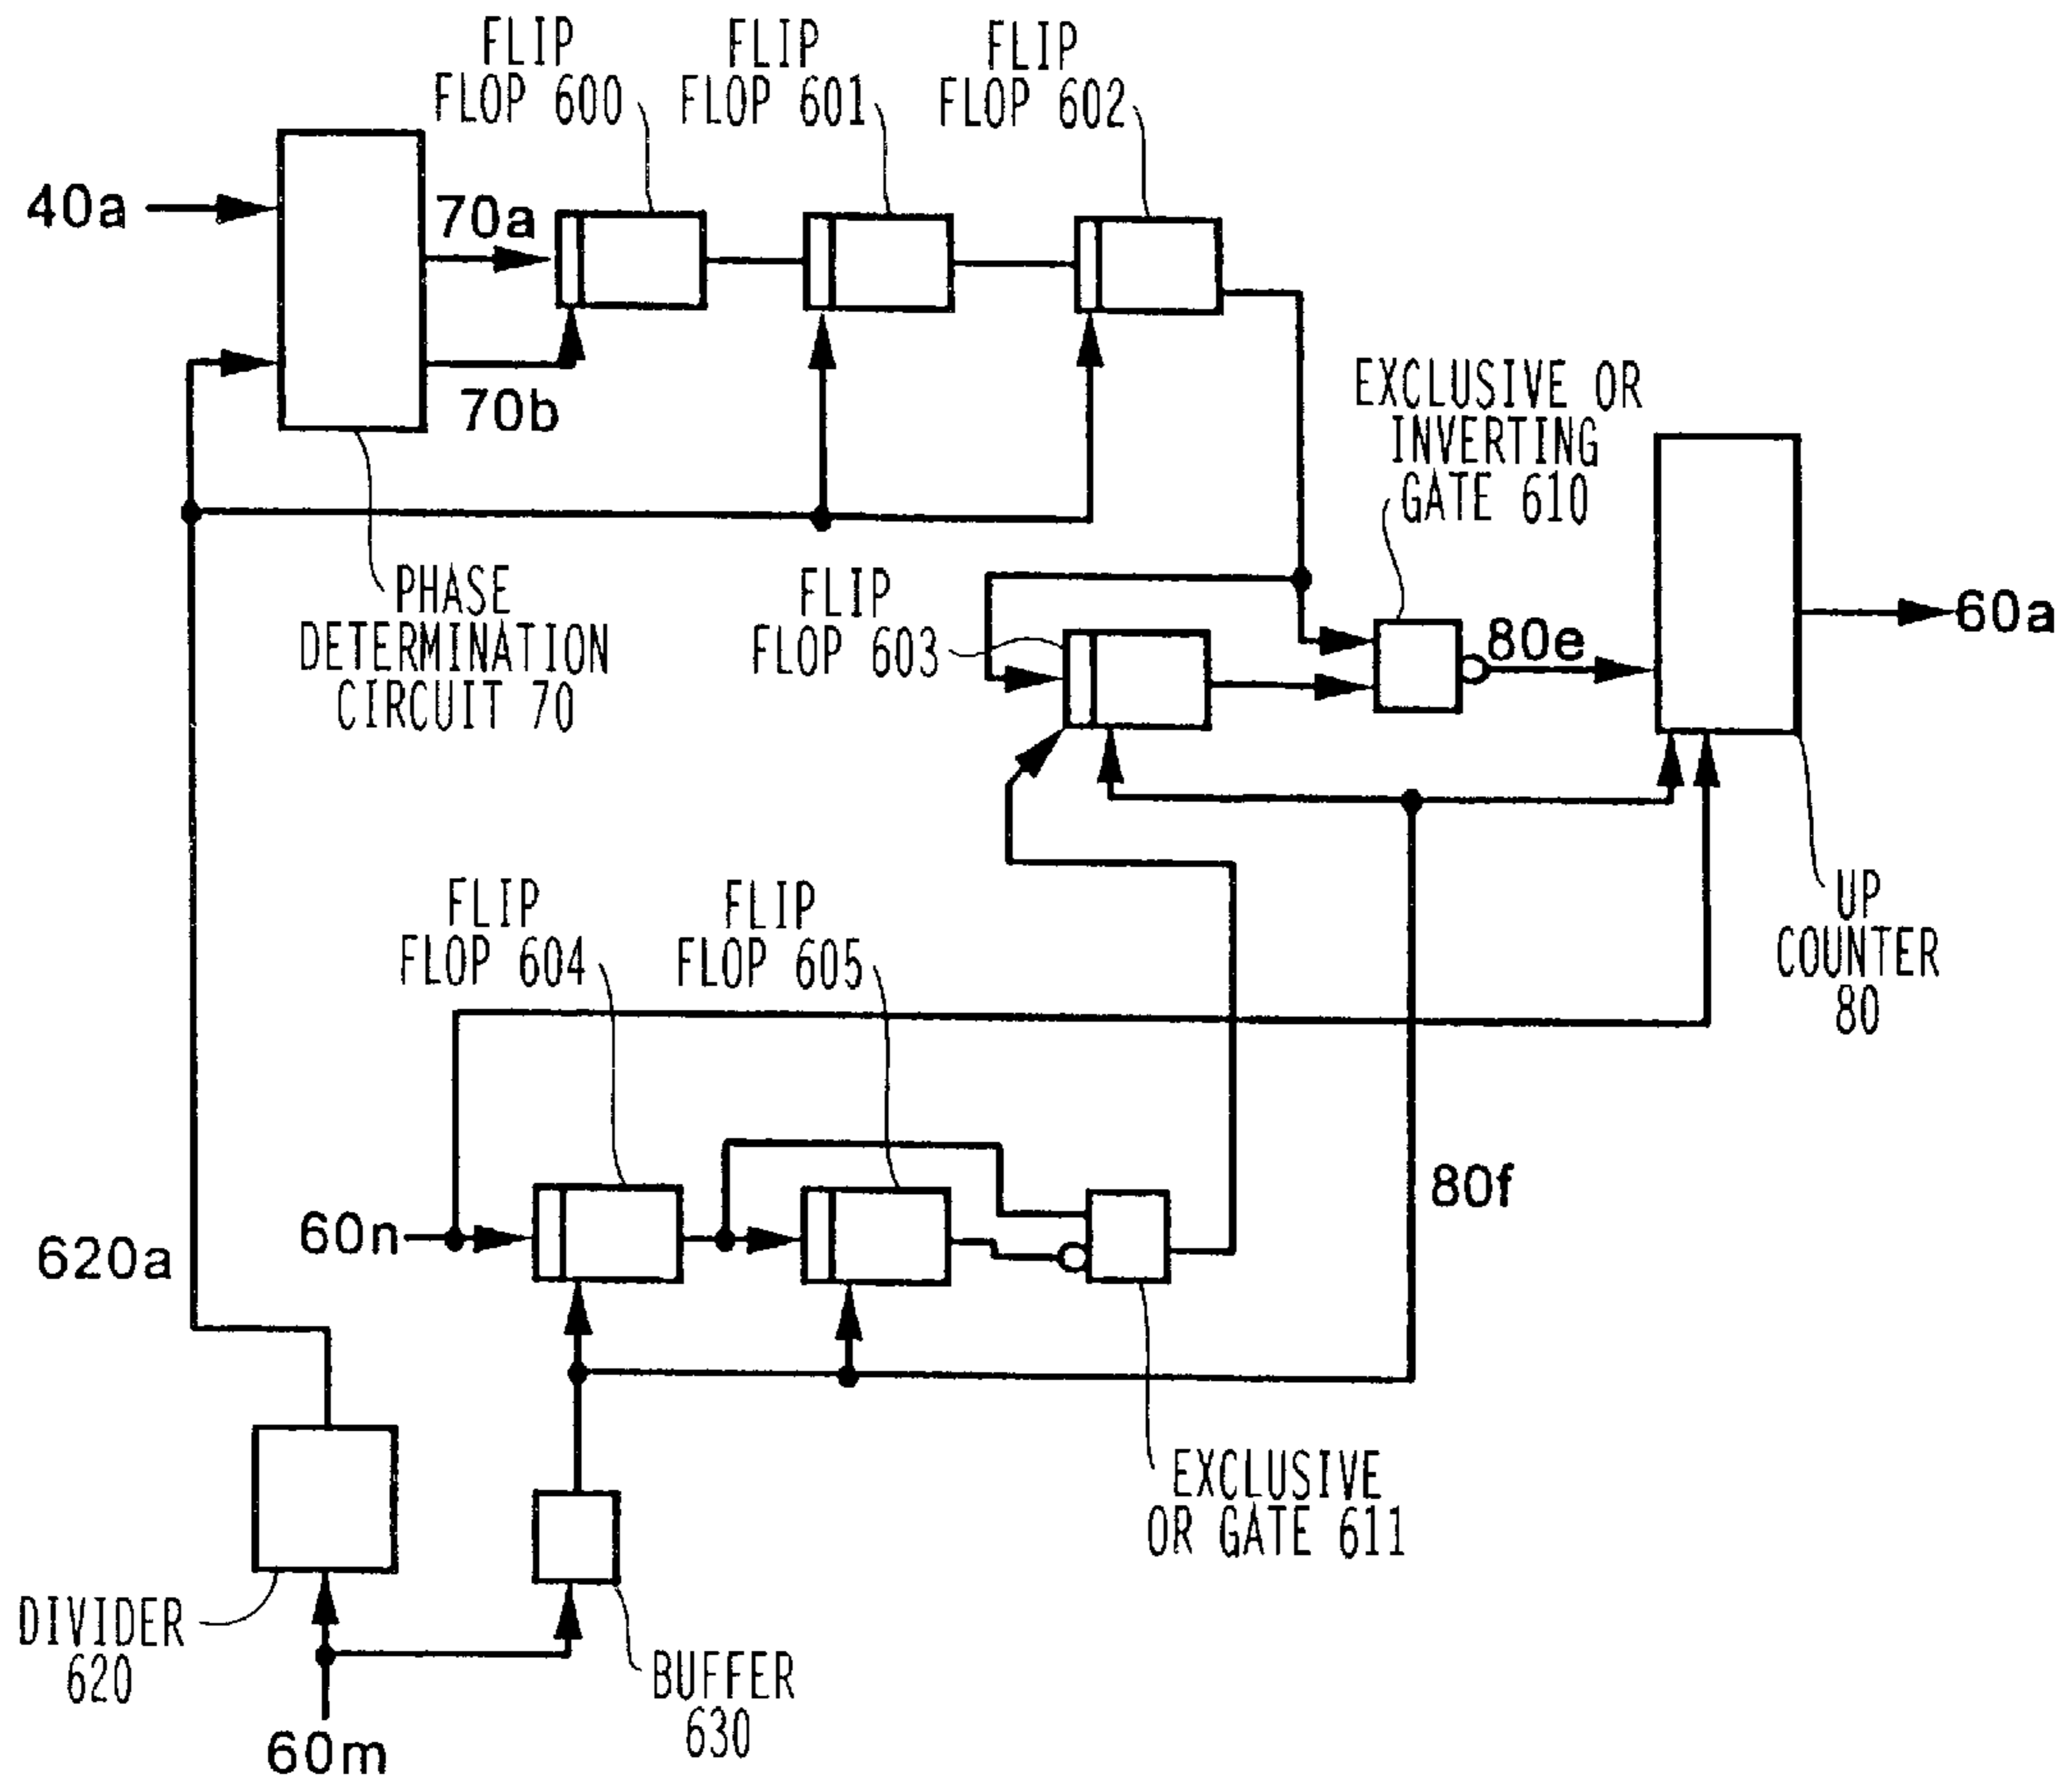 FLIP
FLOP 600
FLIP
FLOP 601
FLIP
FLOP 602
40a
70a
70b
EXCLUSIVE OR
INVERTING
GATE 610
PHASE
DETERMINATION
CIRCUIT 70
FLIP
FLOP 603
80e
60a
UP
COUNTER
80
FLIP
FLOP 604
FLIP
FLOP 605
60n
620a
80f
EXCLUSIVE
OR GATE 611
DIVIDER
620
BUFFER
630
60m